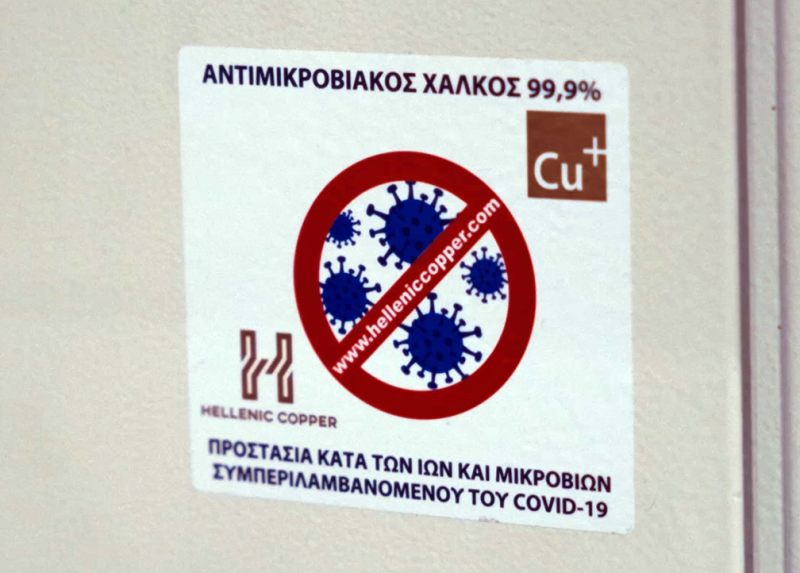 ΑΝΤΙΜΙΚΡΟΒΙΑΚΟΣ ΧΑΛΚΟΣ 99,9%
Cu+
www.helleniccopper.com
HELLENIC COPPER
ΠΡΟΣΤΑΣΙΑ ΚΑΤΑ ΤΩΝ ΙΩΝ ΚΑΙ ΜΙΚΡΟΒΙΩΝ
ΣΥΜΠΕΡΙΛΑΜΒΑΝΟΜΕΝΟΥ ΤΟΥ COVID-19